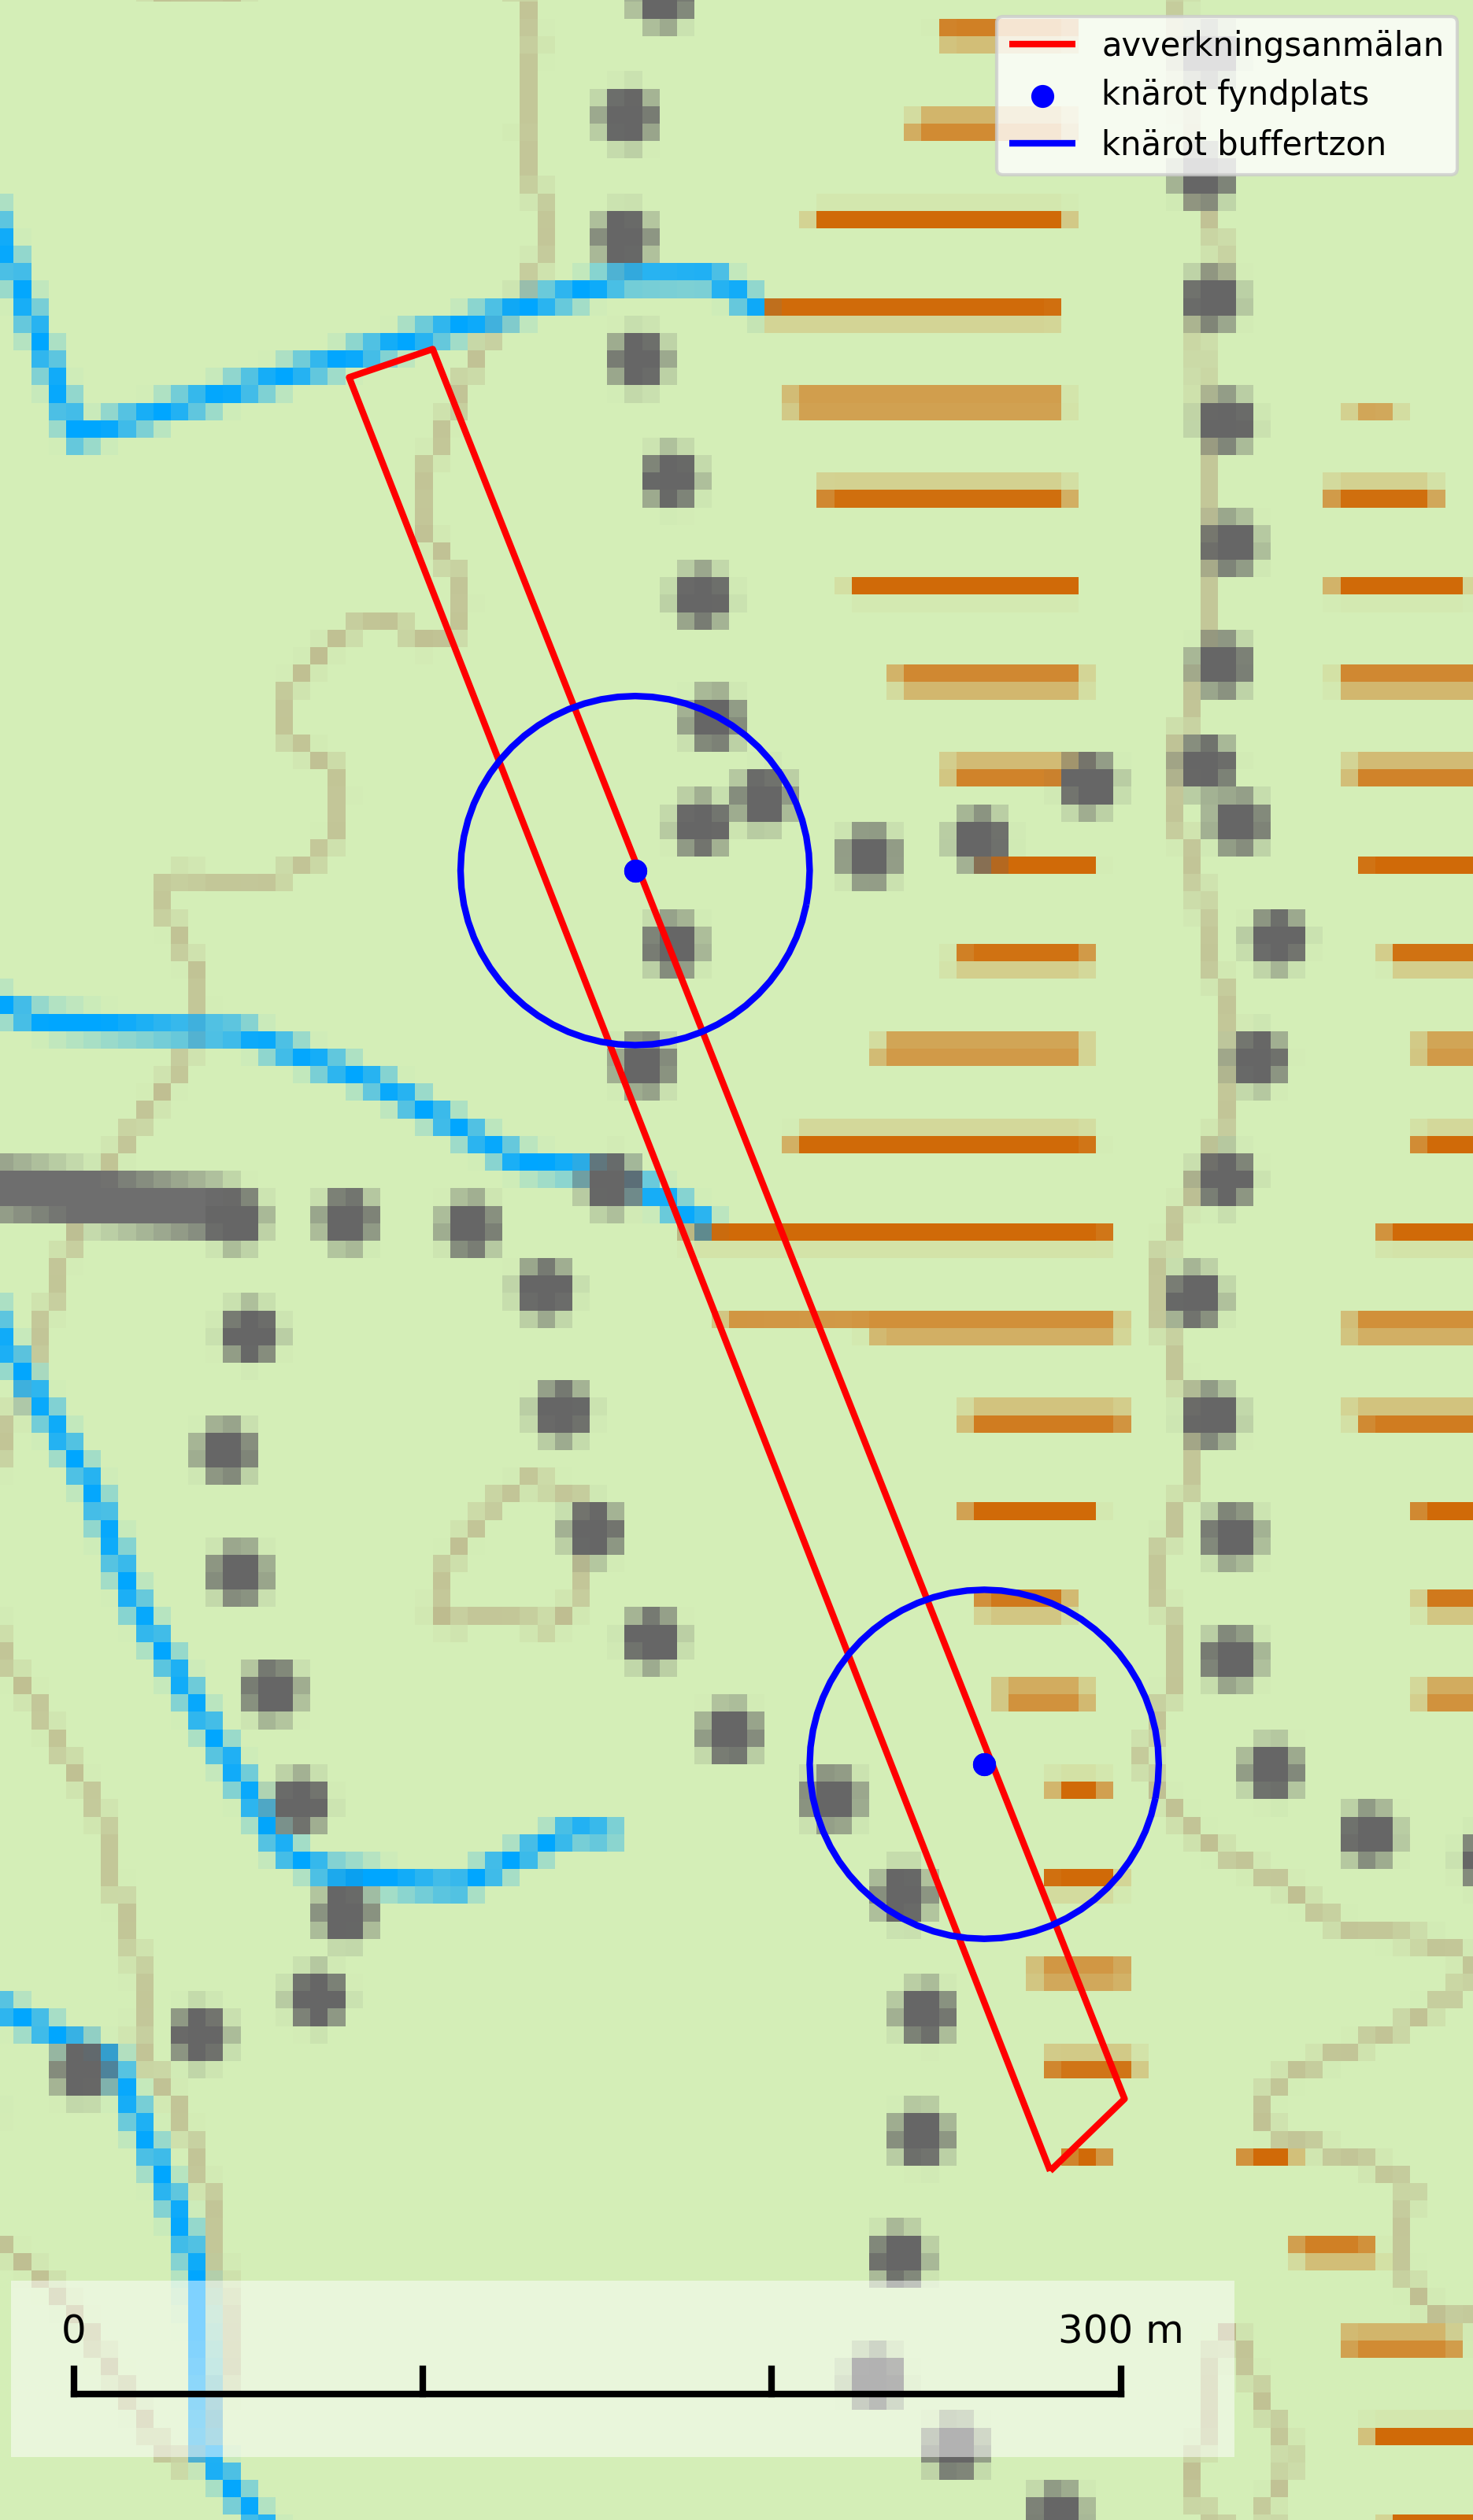 avverkningsanmälan
knärot fyndplats
knärot buffertzon
0 300 m